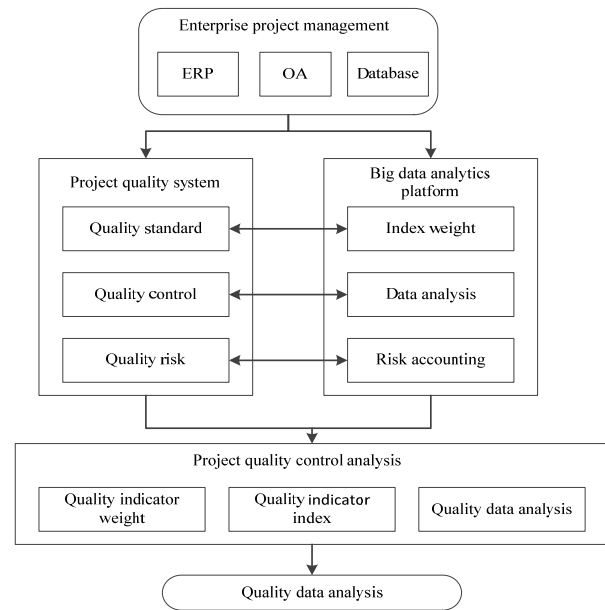 Enterprise project management
ERP
OA
Database
Project quality system
Quality standard
Quality control
Quality risk
Big data analytics
platform
Index weight
Data analysis
Risk accounting
Project quality control analysis
Quality indicator
weight
Quality indicator
index
Quality data analysis
Quality data analysis